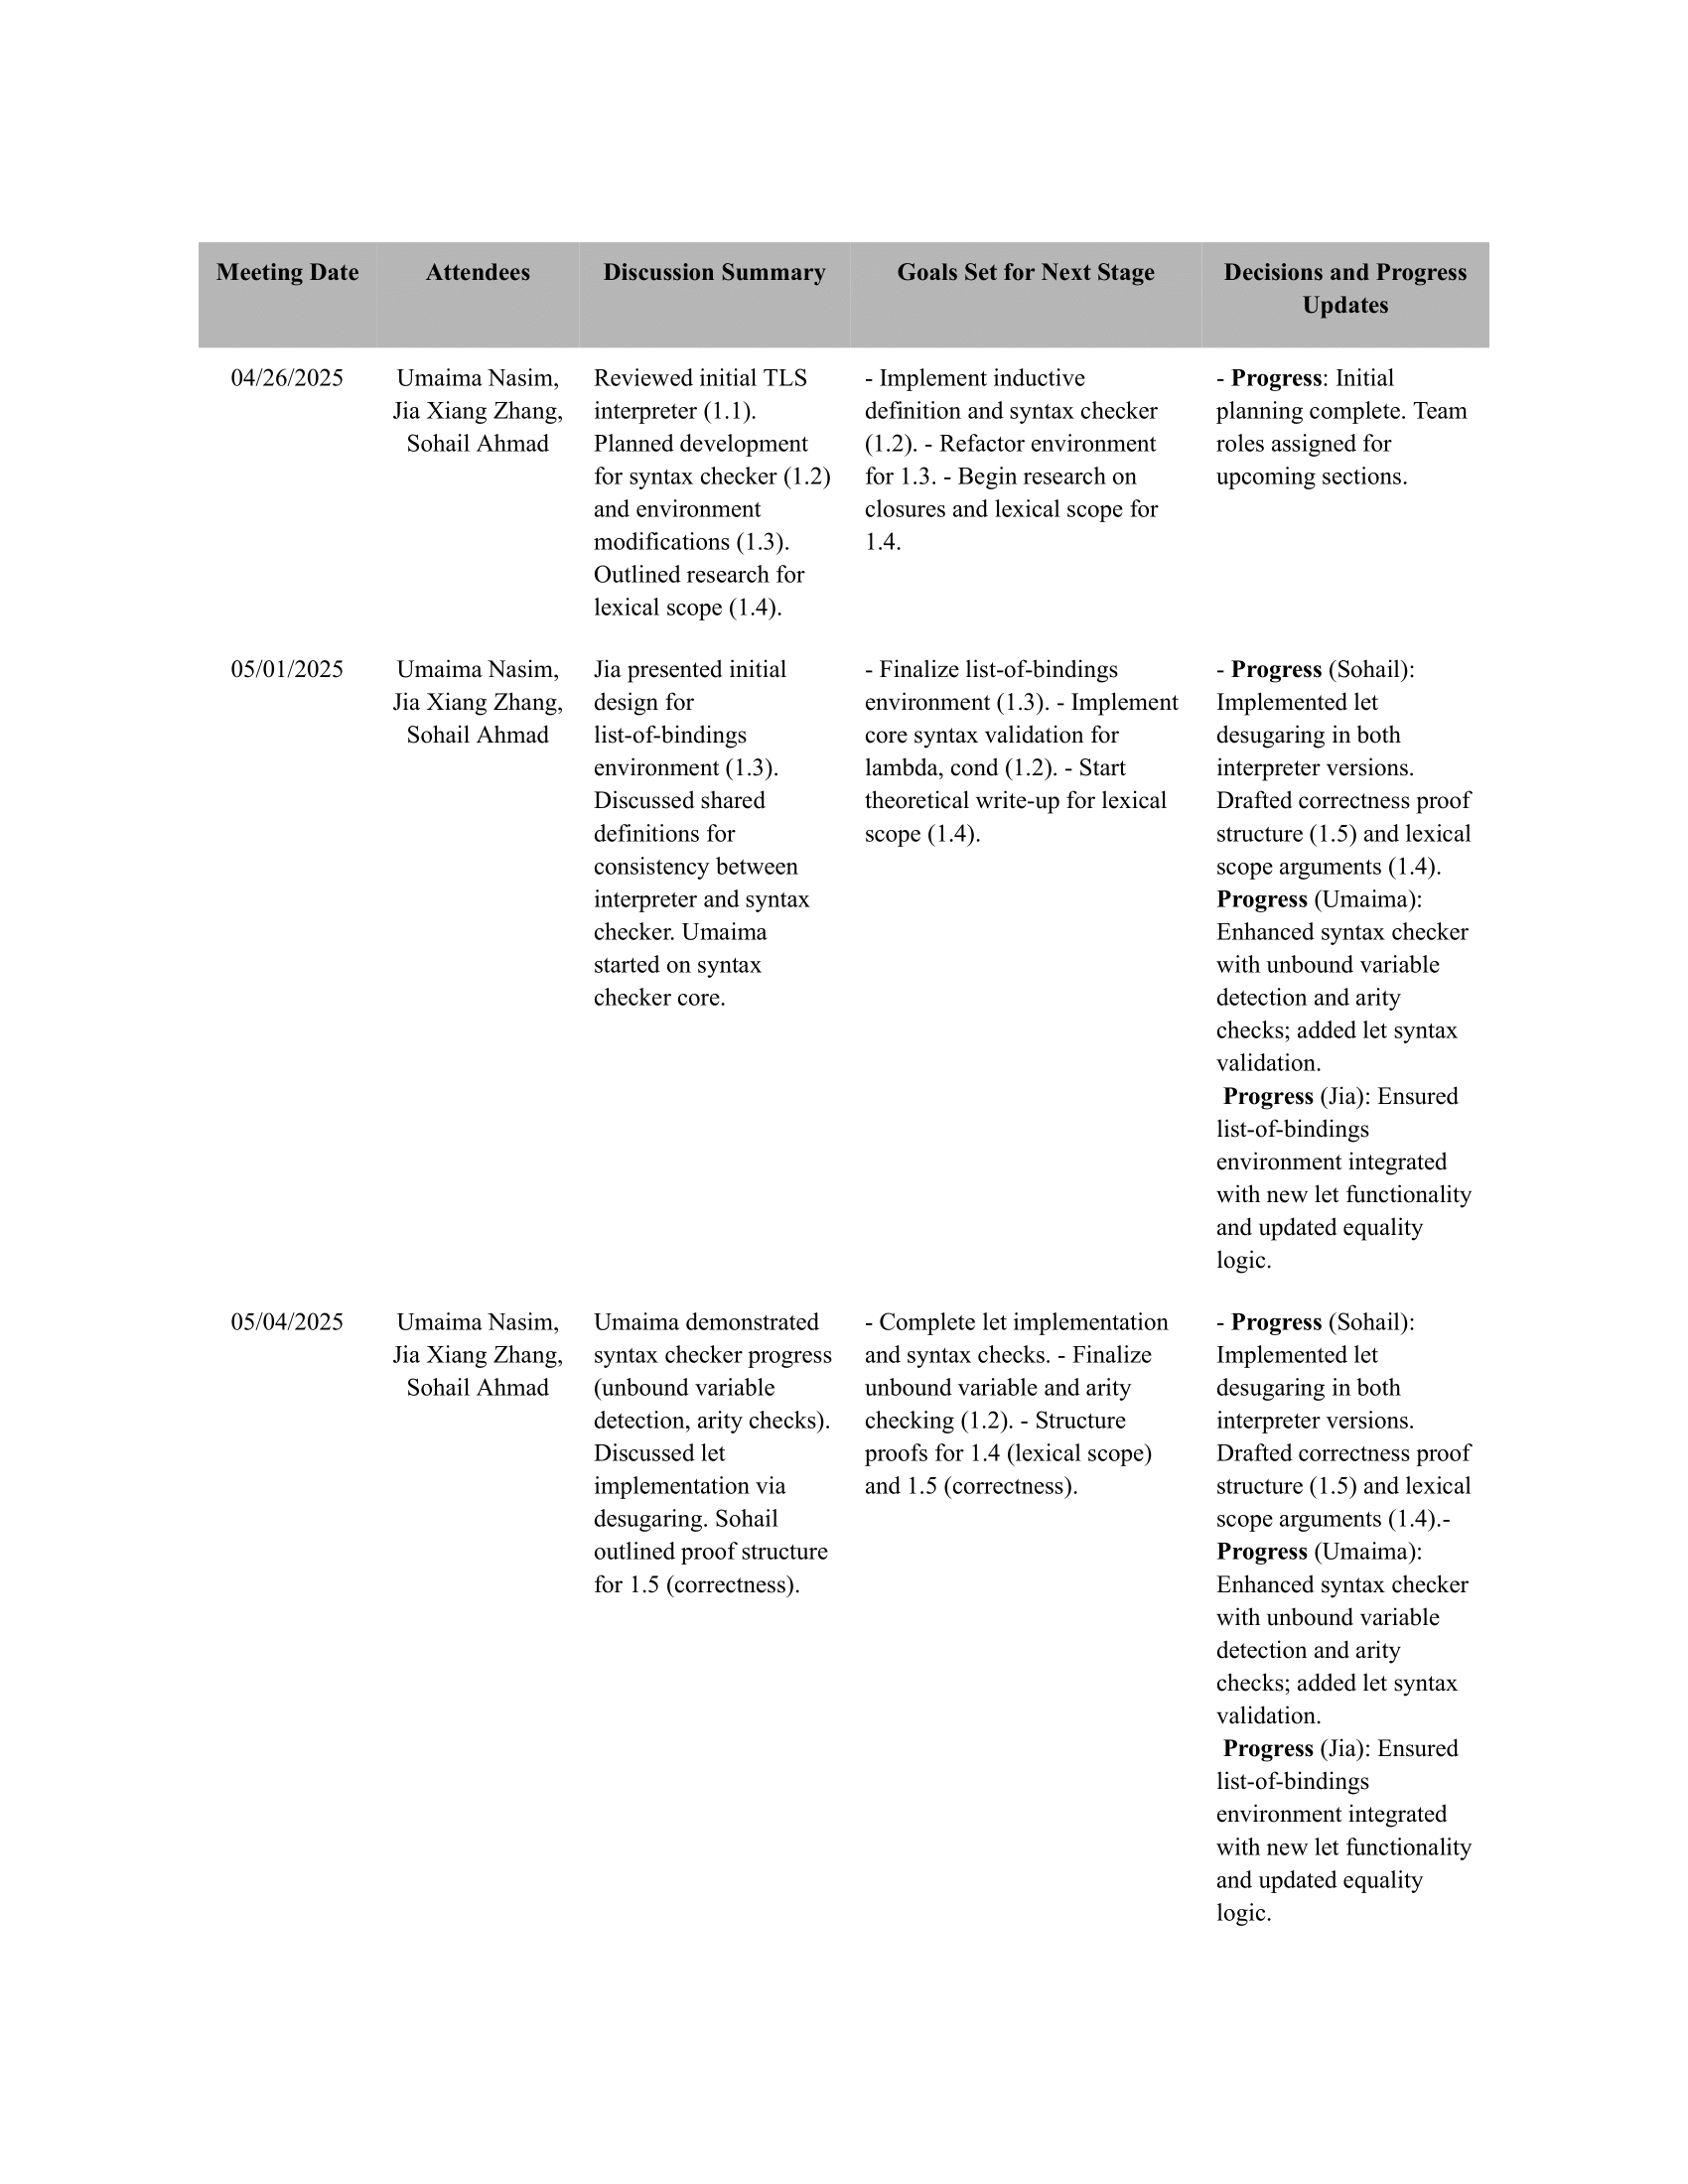 Meeting Date
Attendees
Discussion Summary
Goals Set for Next Stage
Decisions and Progress
Updates
04/26/2025
Umaima Nasim,
Jia Xiang Zhang,
Sohail Ahmad
Reviewed initial TLS
interpreter (1.1).
Planned development
for syntax checker (1.2)
and environment
modifications (1.3).
Outlined research for
lexical scope (1.4).
- Implement inductive
definition and syntax checker
(1.2). - Refactor environment
for 1.3. - Begin research on
closures and lexical scope for
1.4.
- Progress: Initial
planning complete. Team
roles assigned for
upcoming sections.
05/01/2025
Umaima Nasim,
Jia Xiang Zhang,
Sohail Ahmad
Jia presented initial
design for
list-of-bindings
environment (1.3).
Discussed shared
definitions for
consistency between
interpreter and syntax
checker. Umaima
started on syntax
checker core.
- Finalize list-of-bindings
environment (1.3). - Implement
core syntax validation for
lambda, cond (1.2). - Start
theoretical write-up for lexical
scope (1.4).
- Progress (Sohail):
Implemented let
desugaring in both
interpreter versions.
Drafted correctness proof
structure (1.5) and lexical
scope arguments (1.4).
Progress (Umaima):
Enhanced syntax checker
with unbound variable
detection and arity
checks; added let syntax
validation.
Progress (Jia): Ensured
list-of-bindings
environment integrated
with new let functionality
and updated equality
logic.
05/04/2025
Umaima Nasim,
Jia Xiang Zhang,
Sohail Ahmad
Umaima demonstrated
syntax checker progress
(unbound variable
detection, arity checks).
Discussed let
implementation via
desugaring. Sohail
outlined proof structure
for 1.5 (correctness).
- Complete let implementation
and syntax checks. - Finalize
unbound variable and arity
checking (1.2). - Structure
proofs for 1.4 (lexical scope)
and 1.5 (correctness).
- Progress (Sohail):
Implemented let
desugaring in both
interpreter versions.
Drafted correctness proof
structure (1.5) and lexical
scope arguments (1.4).-
Progress (Umaima):
Enhanced syntax checker
with unbound variable
detection and arity
checks; added let syntax
validation.
Progress (Jia): Ensured
list-of-bindings
environment integrated
with new let functionality
and updated equality
logic.